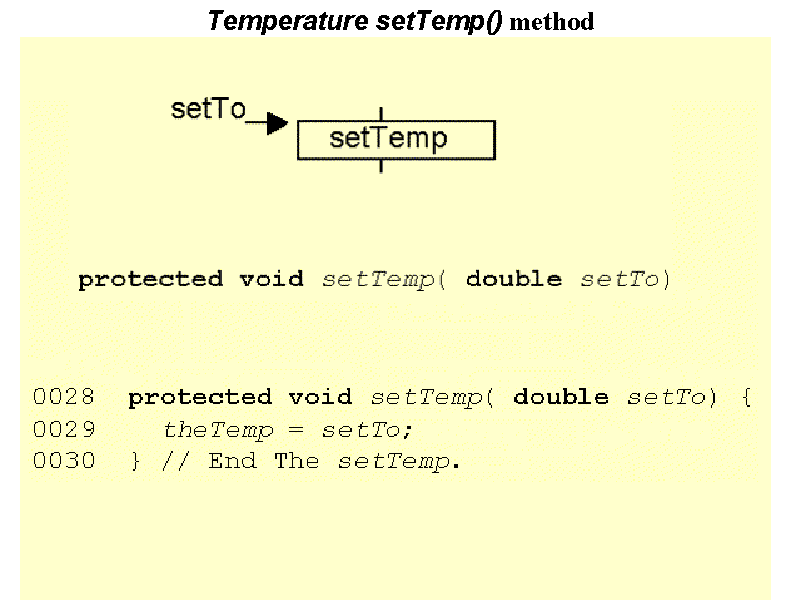 Temperature setTemp() method
setTo
setTemp
protected void setTemp( double setTo)
0028 protected void setTemp( double setTo) {
0029 theTemp = setTo;
0030 } // End The setTemp.